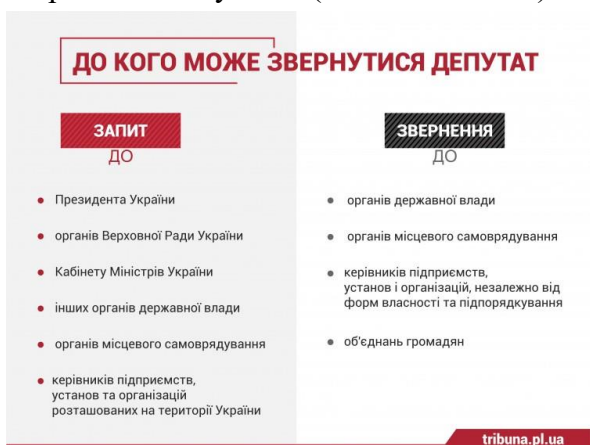 ДО КОГО МОЖЕ ЗВЕРНУТИСЯ ДЕПУТАТ
ЗАПИТ
ДО
Президента України
органів Верховної Ради України
Кабінету Міністрів України
інших органів державної влади
органів місцевого самоврядування
керівників підприємств,
установ та організацій
розташованих на території України
ЗВЕРНЕННЯ
ДО
органів державної влади
органів місцевого самоврядування
керівників підприємств,
установ і організацій, незалежно від
форм власності та підпорядкування
об'єднань громадян
tribuna.pl.ua